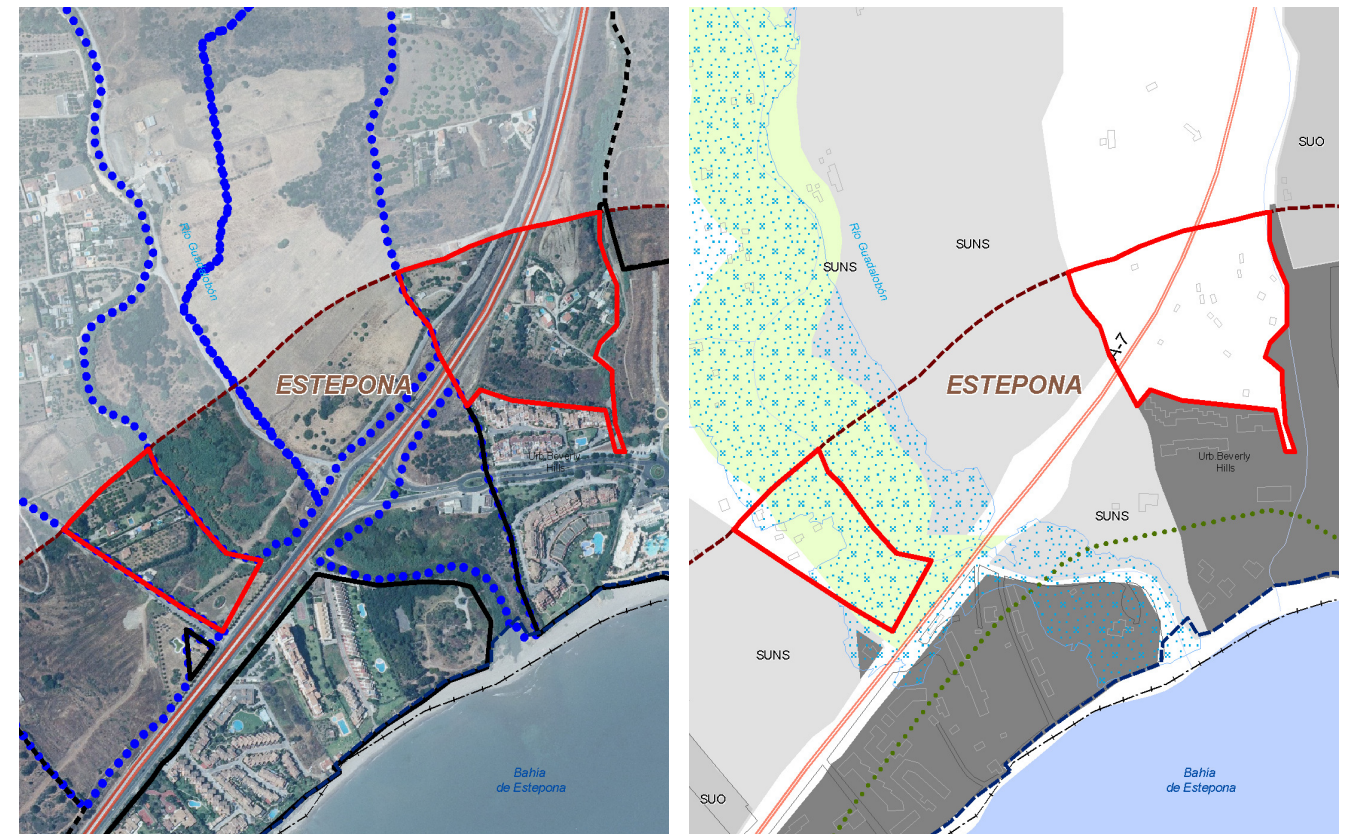 Río Guadalobón
ESTEPONA
Urb.Beverly
Hills
Bahía
de Estepona
SUO
SUNS
SUNS
Río Guadalobón
A-7
ESTEPONA
Urb.Beverly
Hills
SUNS
SUNS
SUO
Bahía
de Estepona